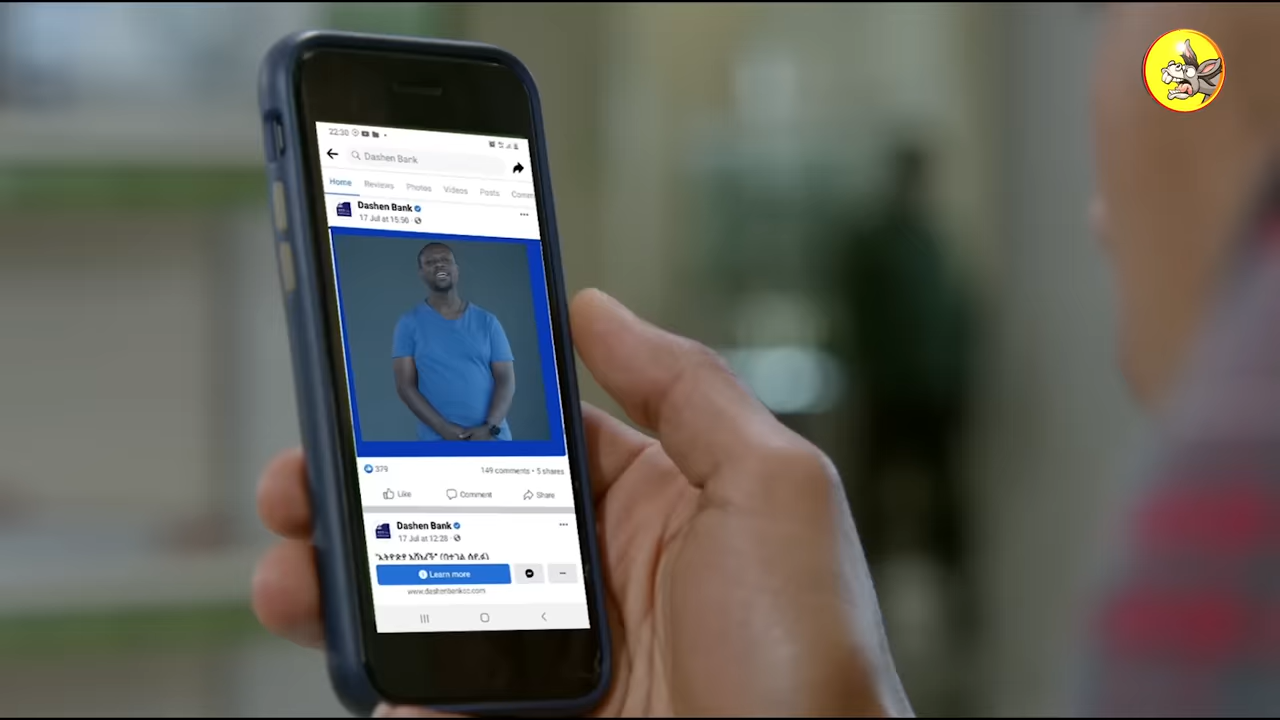 22:30
Dashen Bank
Home Reviews Photos Videos Posts Comm
Dashen Bank
17 Jul at 15:56
379
149 comments • 5 shares
Like Comment Share
Dashen Bank
17 Jul at 12:28
Learn more
www.dashenbanksc.com